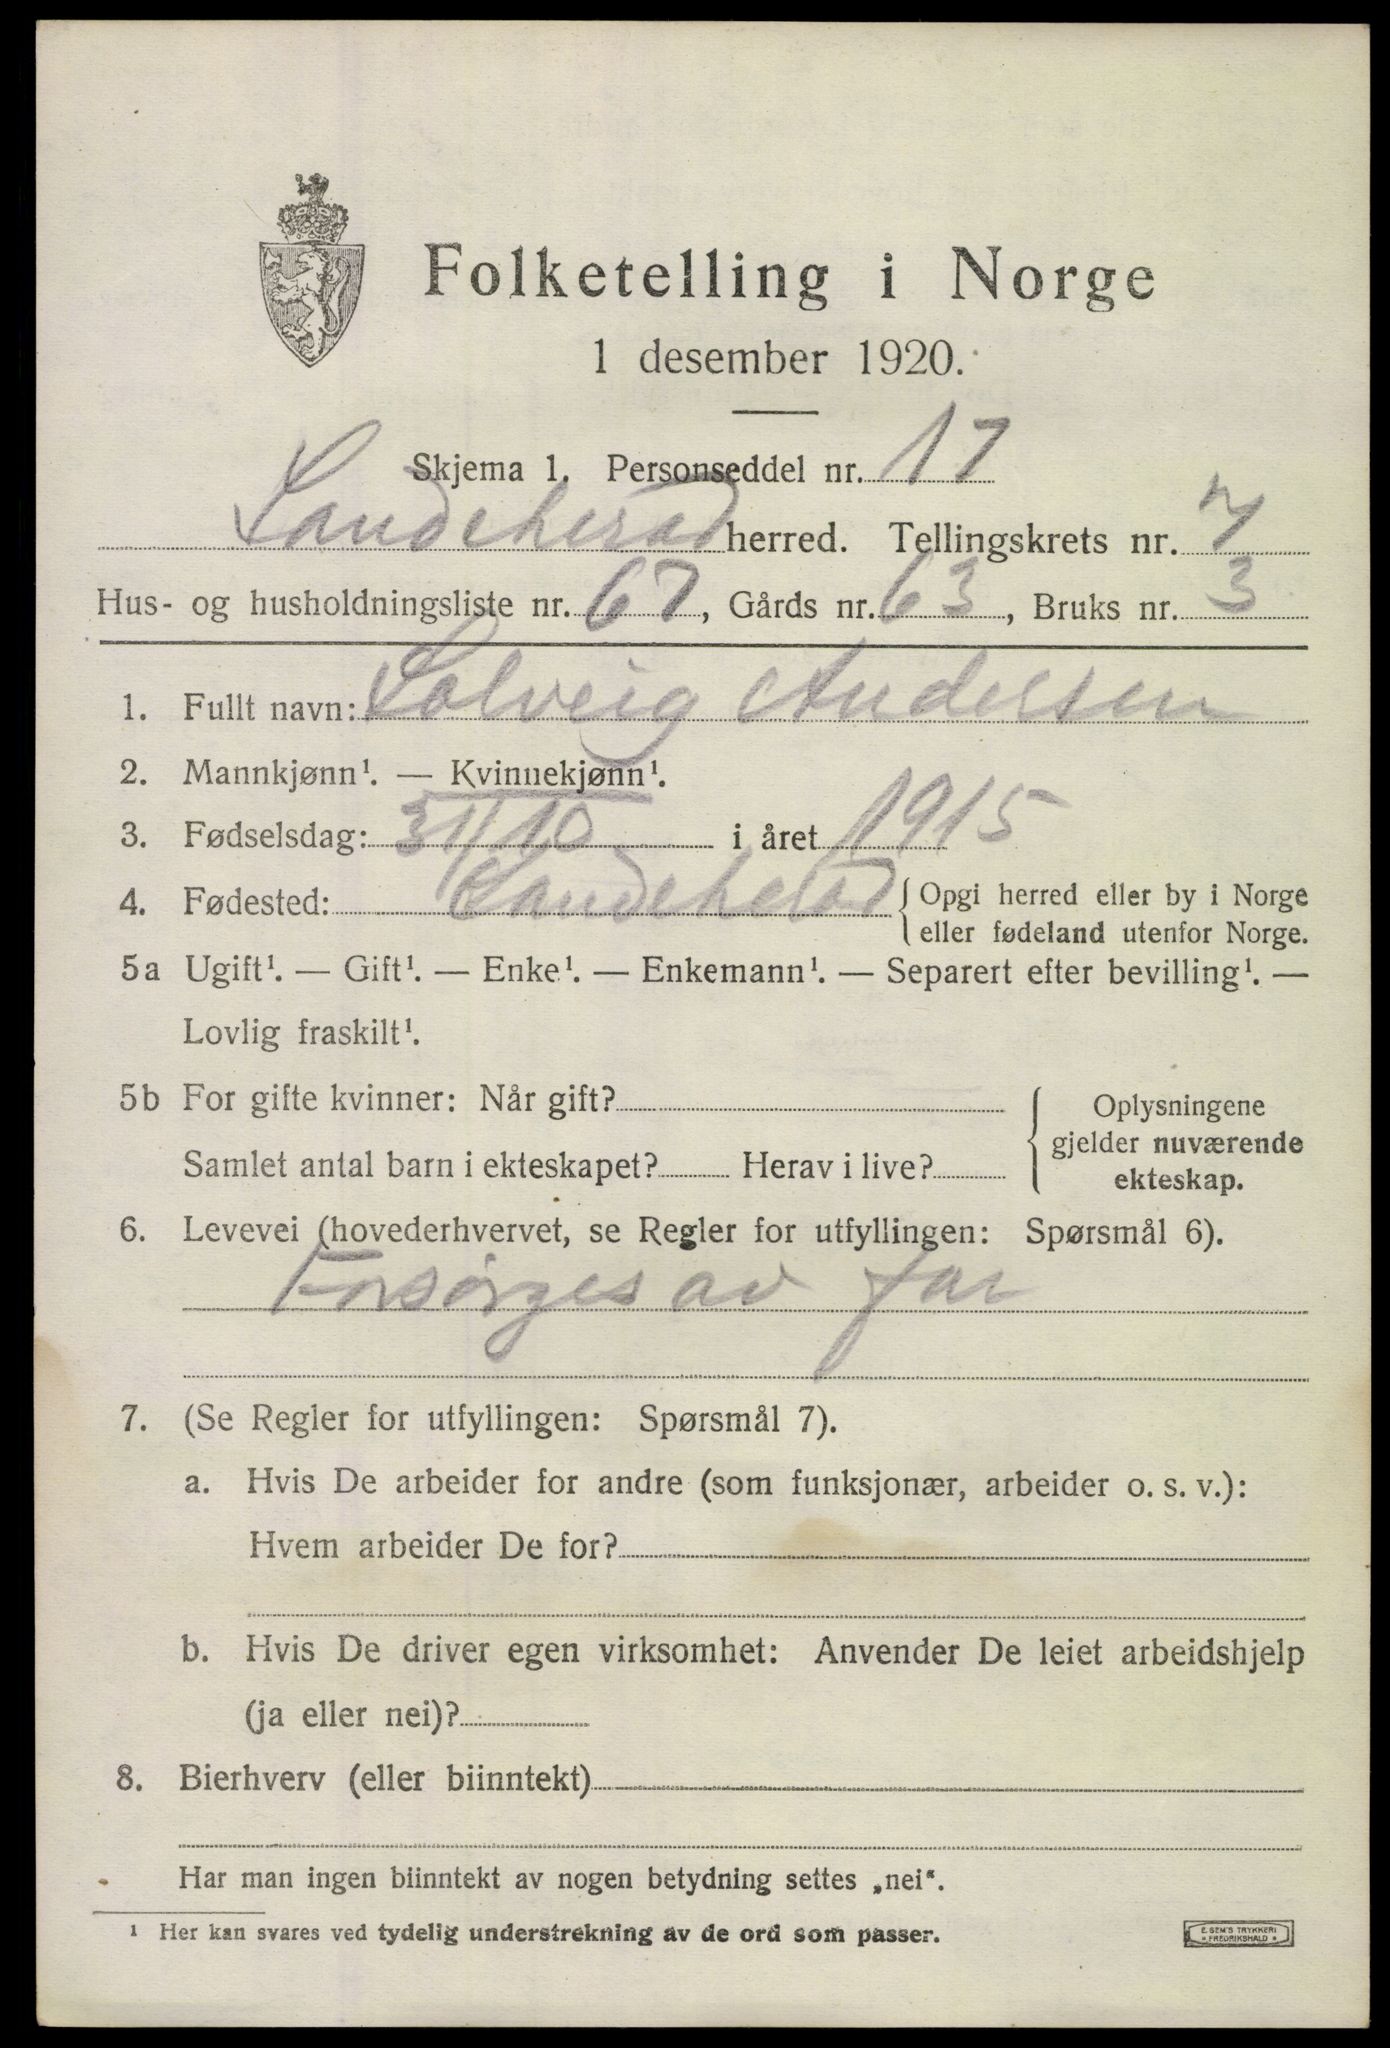 Folketelling i Norge
1 desember 1920.
Skjema 1. Personseddel nr. 17
Sandeherad herred. Tellingskrets nr. 7
Hus- og husholdningsliste nr. 67, Gårds nr. 63, Bruks nr. 3
1. Fullt navn: Solveig Andersen
2. Mannkjønn¹. — Kvinnekjønn¹.
3. Fødselsdag: 31/10 i året 1915
4. Fødested: Sandeherad { Opgi herred eller by i Norge
eller fødeland utenfor Norge.
5a Ugift¹. — Gift¹. — Enke¹. — Enkemann¹. — Separert efter bevilling¹. —
Lovlig fraskilt¹.
5b For gifte kvinner: Når gift?
Samlet antal barn i ekteskapet? Herav i live?
{ Oplysningene
gjelder nuværende
ekteskap.
6. Levevei (hovederhvervet, se Regler for utfyllingen: Spørsmål 6).
Forsørges av far
7. (Se Regler for utfyllingen: Spørsmål 7).
a. Hvis De arbeider for andre (som funksjonær, arbeider o. s. v.):
Hvem arbeider De for?
b. Hvis De driver egen virksomhet: Anvender De leiet arbeidshjelp
(ja eller nei)?
8. Bierhverv (eller biinntekt)
Har man ingen biinntekt av nogen betydning settes „nei“.
¹ Her kan svares ved tydelig understrekning av de ord som passer.
E. SEM'S TRYKKERI
* FREDRIKSHALD *